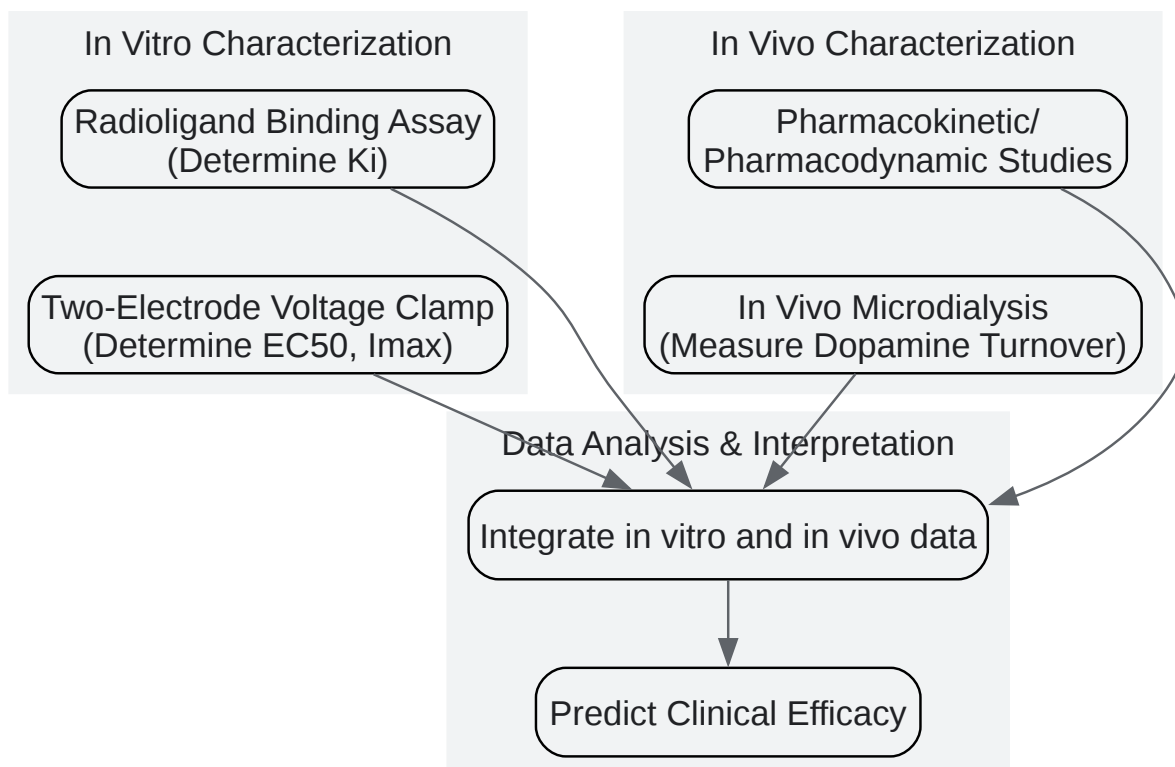 In Vitro Characterization
Radioligand Binding Assay
(Determine Ki)
Two-Electrode Voltage Clamp
(Determine EC50, Imax)
In Vivo Characterization
Pharmacokinetic/
Pharmacodynamic Studies
In Vivo Microdialysis
(Measure Dopamine Turnover)
Data Analysis & Interpretation
Integrate in vitro and in vivo data
Predict Clinical Efficacy